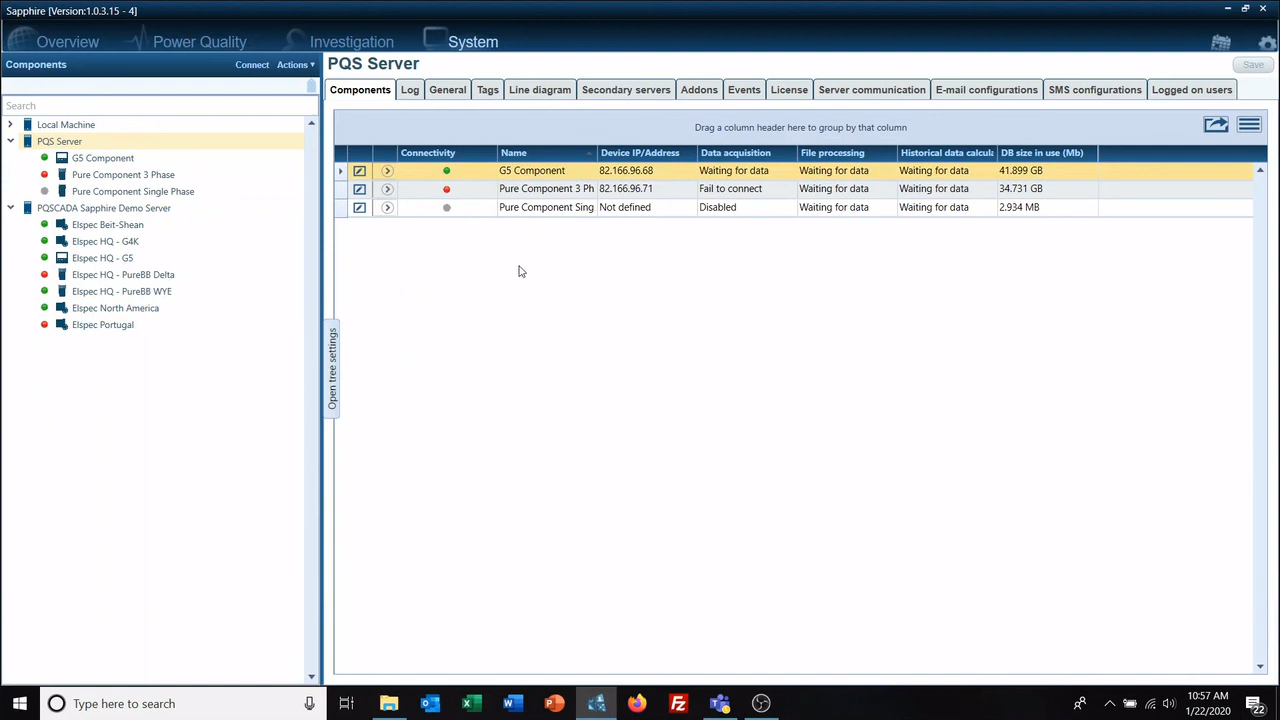 Sapphire (Version:1.0.3.15 - 4]
Overview
Power Quality
Investigation
System
Components
Connect
Actions
PQS Server
Save
Components
Log
General
Tags
Line diagram
Secondary servers
Addons
Events
License
Server communication
E-mail configurations
SMS configurations
Logged on users
Search
Local Machine
PQS Server
G5 Component
Pure Component 3 Phase
Pure Component Single Phase
PQSCADA Sapphire Demo Server
Elspec Beit-Shean
Elspec HQ - G4K
Elspec HQ - G5
Elspec HQ - PureBB Delta
Elspec HQ - PureBB WYE
Elspec North America
Elspec Portugal
Open tree settings
Drag a column header here to group by that column
Connectivity Name Device IP/Address Data acquisition File processing Historical data calcula DB size in use (Mb)
G5 Component 82.166.96.68 Waiting for data Waiting for data Waiting for data 41.899 GB
Pure Component 3 Ph 82.166.96.71 Fail to connect Waiting for data Waiting for data 34.731 GB
Pure Component Sing Not defined Disabled Waiting for data Waiting for data 2.934 MB
Type here to search
10:57 AM
1/22/2020
22